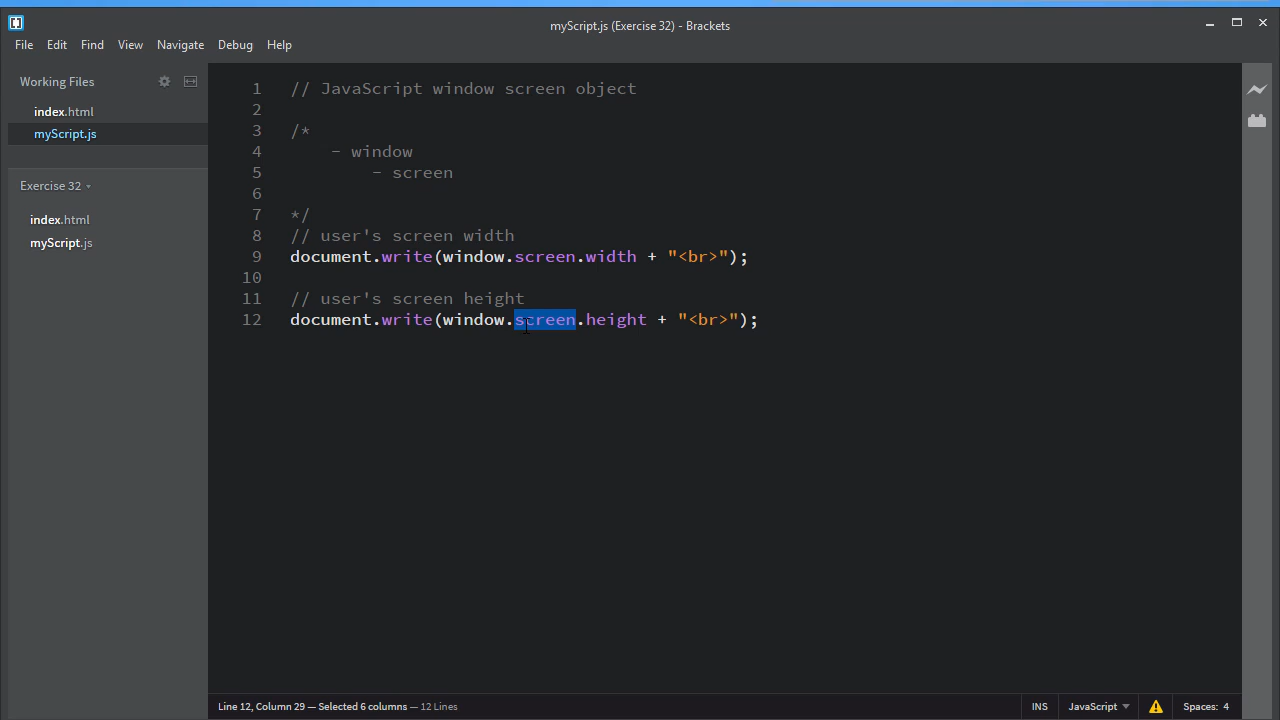 myScript.js (Exercise 32) - Brackets
File Edit Find View Navigate Debug Help
Working Files
index.html
myScript.js
Exercise 32
index.html
myScript.js
1 // JavaScript window screen object
2
3 /*
4 - window
5 - screen
6
7 */
8 // user's screen width
9 document.write(window.screen.width + "<br>");
10
11 // user's screen height
12 document.write(window.screen.height + "<br>");
Line 12, Column 29 — Selected 6 columns — 12 Lines
INS JavaScript Spaces: 4